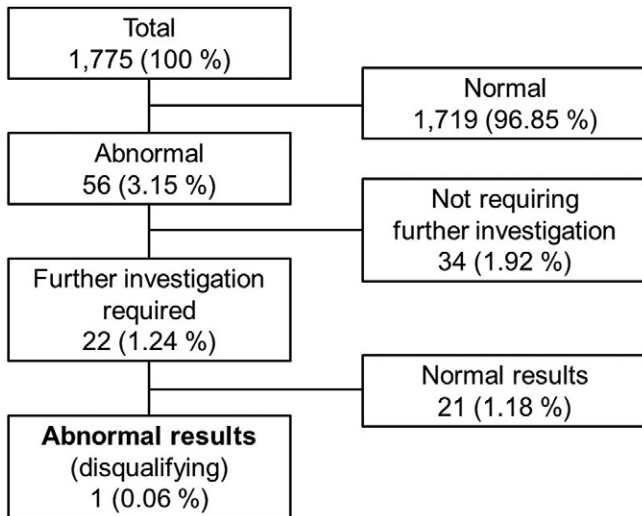 Total
1,775 (100 %)
Normal
1,719 (96.85 %)
Abnormal
56 (3.15 %)
Not requiring
further investigation
34 (1.92 %)
Further investigation
required
22 (1.24 %)
Normal results
21 (1.18 %)
Abnormal results
(disqualifying)
1 (0.06 %)